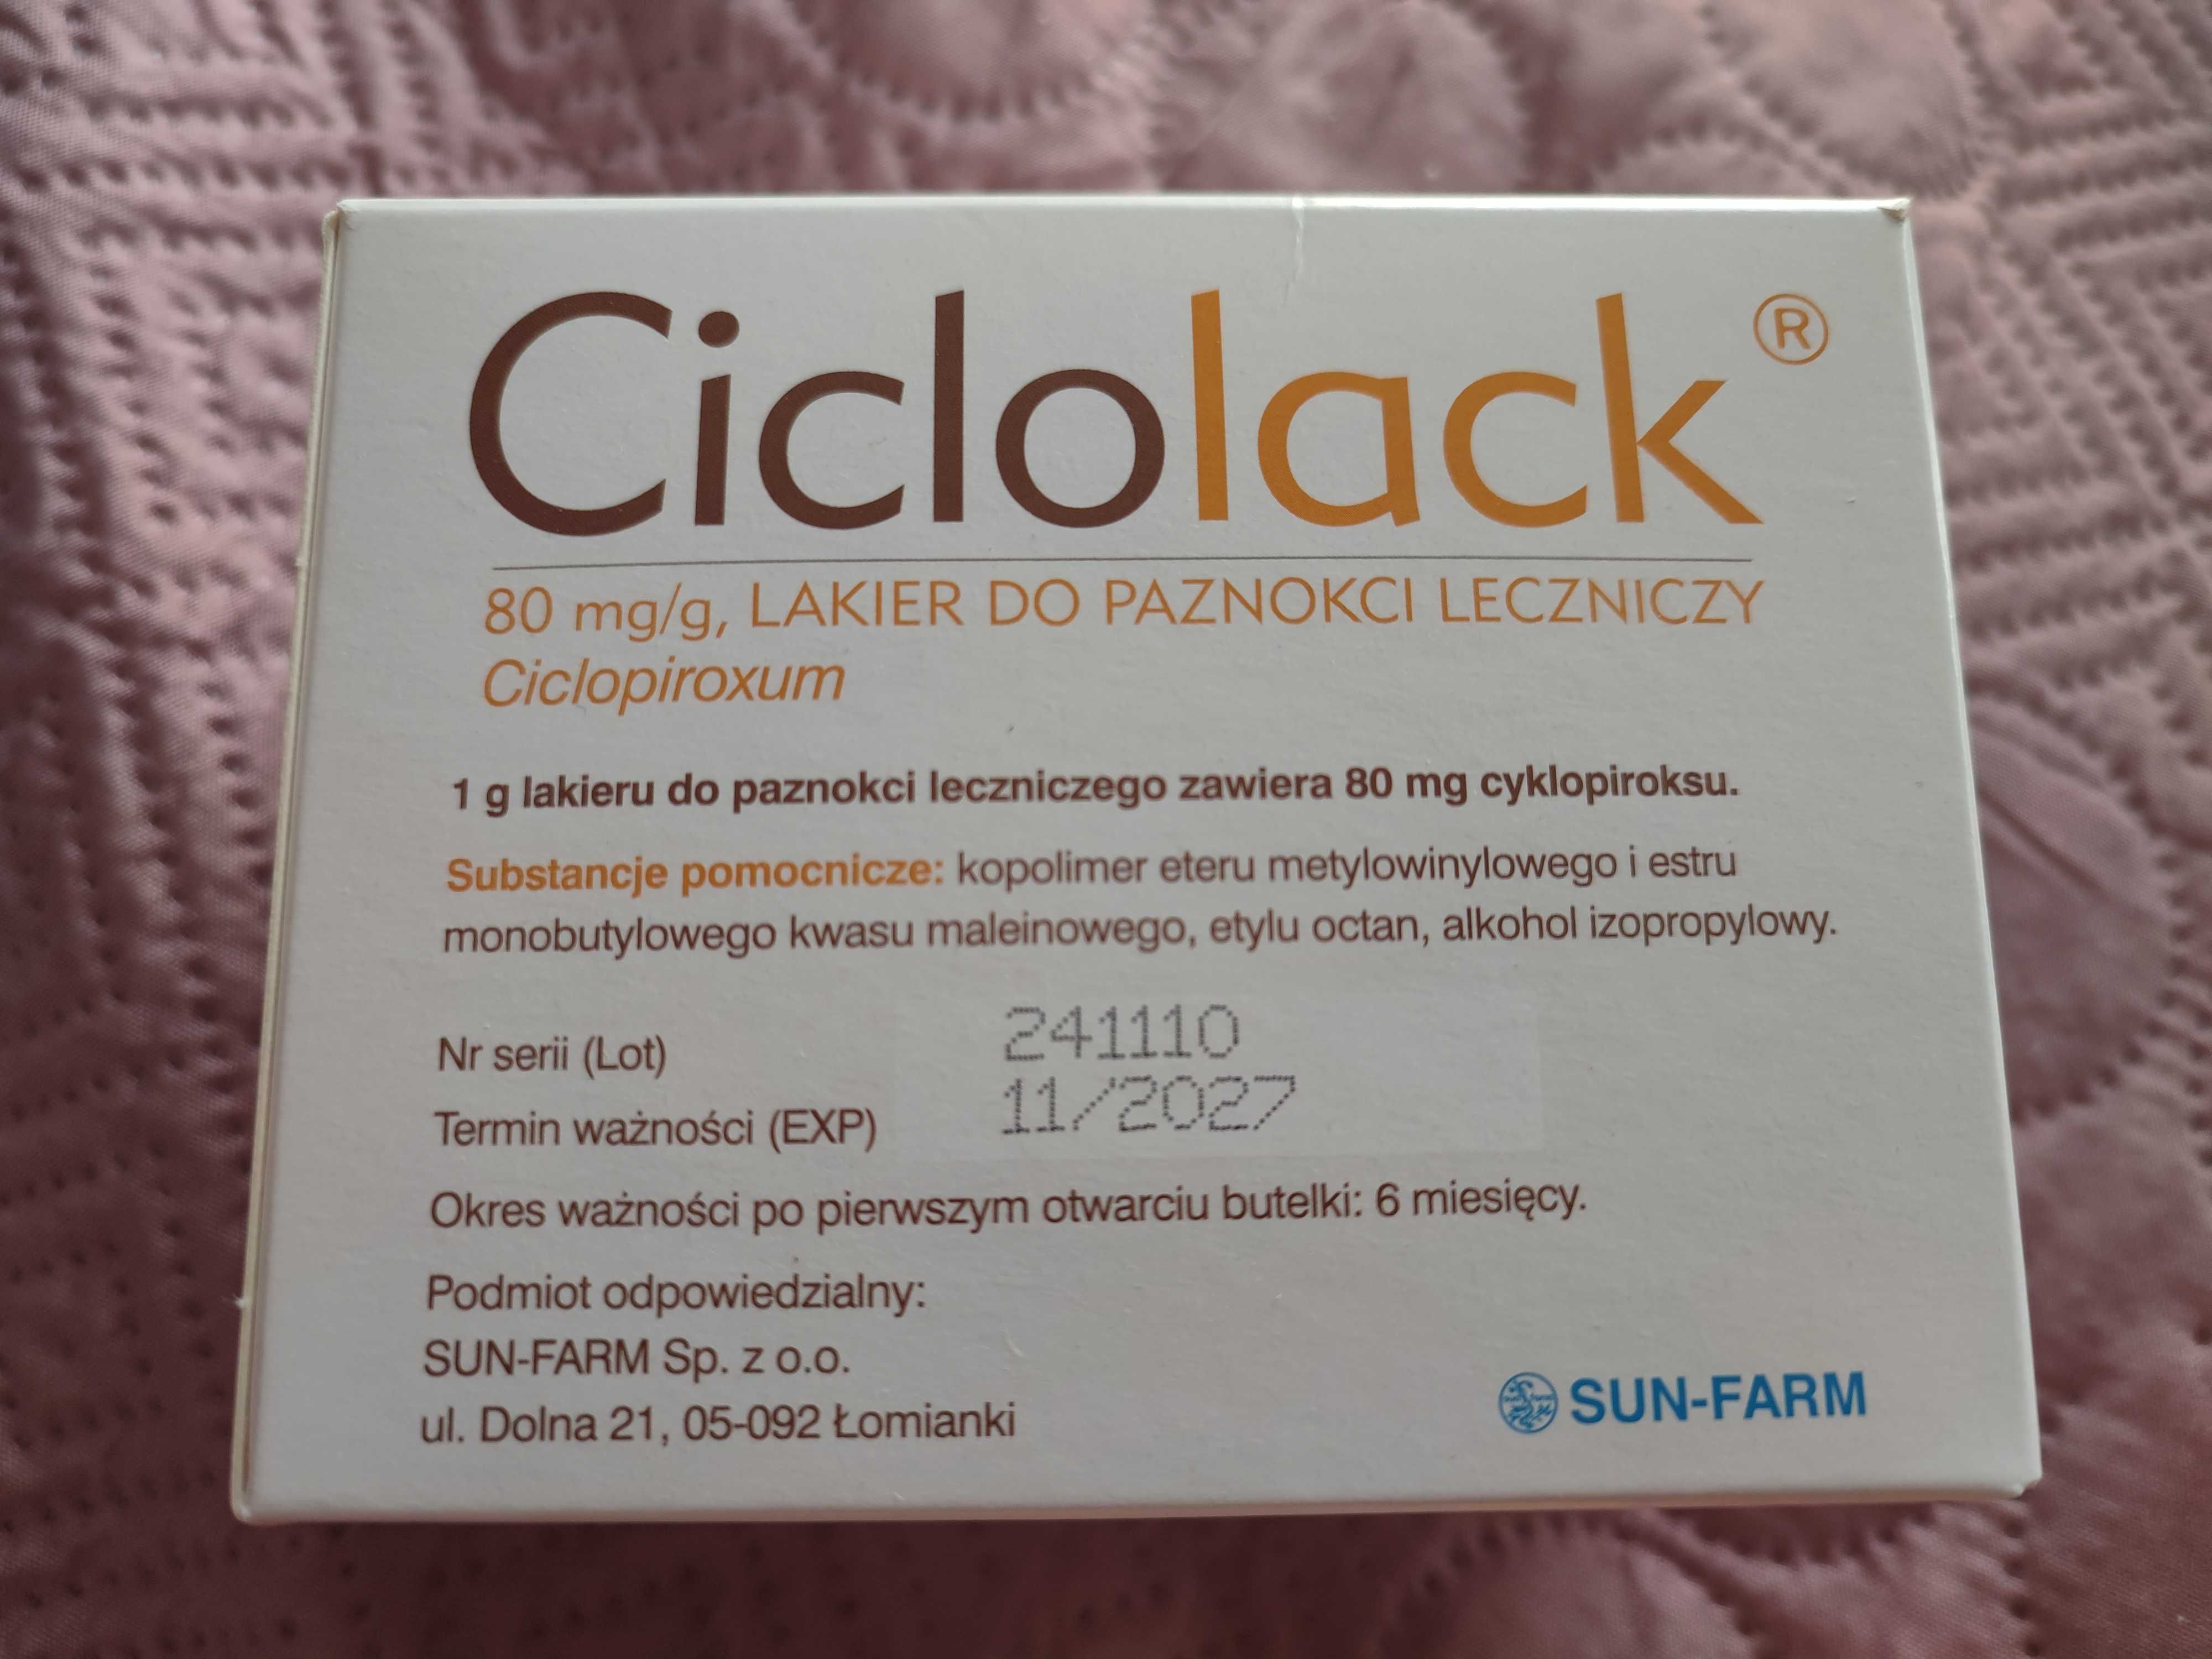 Ciclolack®
80 mg/g, LAKIER DO PAZNOKCI LECZNICZY
Ciclopiroxum
1 g lakieru do paznokci leczniczego zawiera 80 mg cyklopiroksu.
Substancje pomocnicze: kopolimer eteru metylowinylowego i estru
monobutylowego kwasu maleinowego, etylu octan, alkohol izopropylowy.
Nr serii (Lot) 241110
Termin ważności (EXP) 11/2027
Okres ważności po pierwszym otwarciu butelki: 6 miesięcy.
Podmiot odpowiedzialny:
SUN-FARM Sp. z o.o.
ul. Dolna 21, 05-092 Łomianki
SUN-FARM